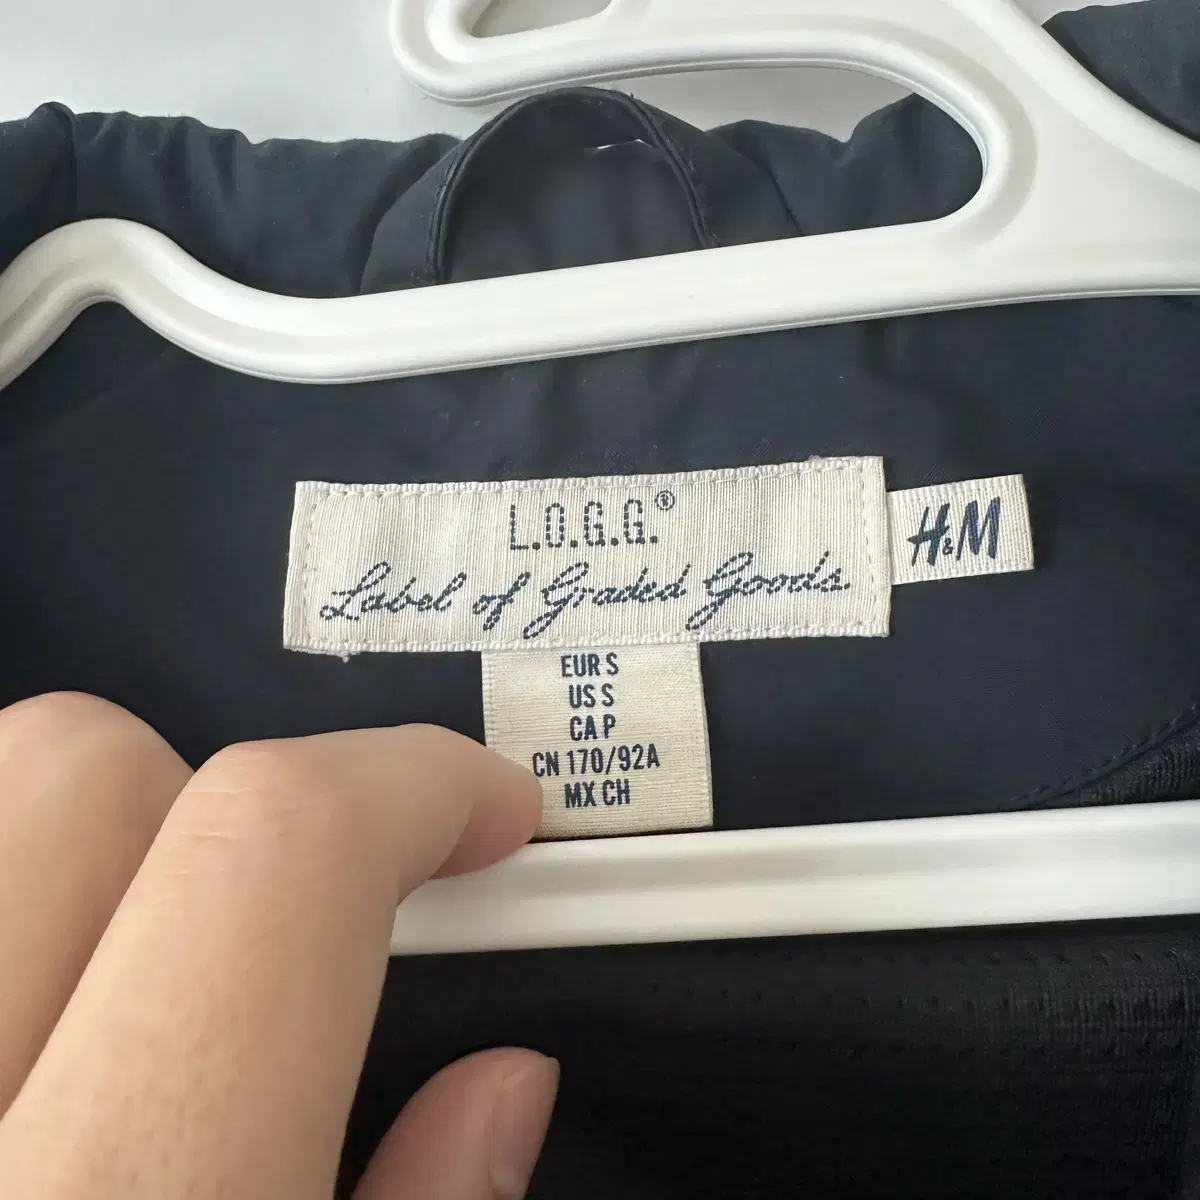 L.O.G.G.®
Label of Graded Goods.
H&M
EUR S
US S
CA P
CN 170/92A
MX CH